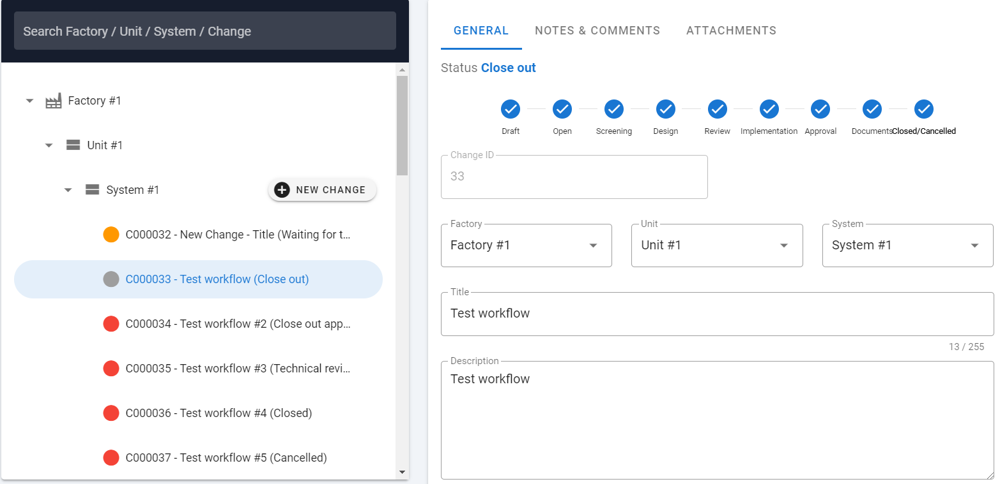 Search Factory / Unit / System / Change
Factory #1
Unit #1
System #1
NEW CHANGE
C000032 - New Change - Title (Waiting for t...
C000033 - Test workflow (Close out)
C000034 - Test workflow #2 (Close out app...
C000035 - Test workflow #3 (Technical revi...
C000036 - Test workflow #4 (Closed)
C000037 - Test workflow #5 (Cancelled)
GENERAL NOTES & COMMENTS ATTACHMENTS
Status Close out
Draft Open Screening Design Review Implementation Approval Documents Closed/Cancelled
Change ID
33
Factory Unit System
Factory #1 Unit #1 System #1
Title
Test workflow
13 / 255
Description
Test workflow